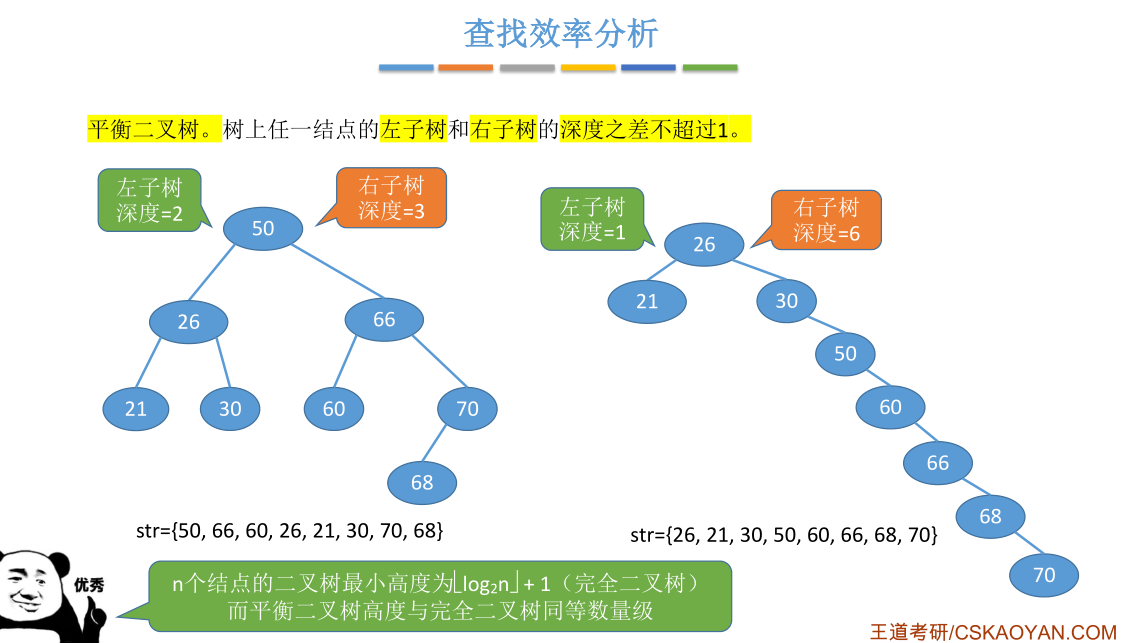 查找效率分析
平衡二叉树。树上任一结点的左子树和右子树的深度之差不超过1。
左子树
深度=2
右子树
深度=3
50
26
66
21
30
60
70
68
str={50, 66, 60, 26, 21, 30, 70, 68}
左子树
深度=1
右子树
深度=6
26
21
30
50
60
66
68
70
str={26, 21, 30, 50, 60, 66, 68, 70}
优秀
n个结点的二叉树最小高度为⌊log₂n⌋ + 1（完全二叉树）
而平衡二叉树高度与完全二叉树同等数量级
王道考研/CSKAOYAN.COM